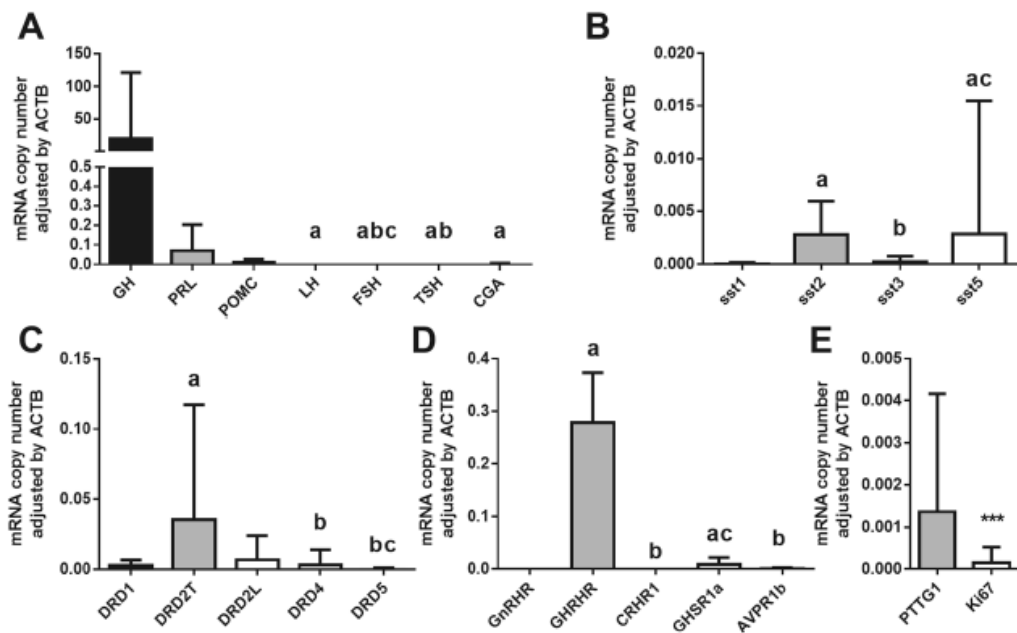 A
mRNA copy number
adjusted by ACTB
150
100
50
0.5
0.4
0.3
0.2
0.1
0.0
a
abc
ab
a
GH
PRL
POMC
LH
FSH
TSH
CGA
B
mRNA copy number
adjusted by ACTB
0.020
0.015
0.010
0.005
0.000
a
b
ac
sst1
sst2
sst3
sst5
C
mRNA copy number
adjusted by ACTB
0.15
0.10
0.05
0.00
a
b
bc
DRD1
DRD2T
DRD2L
DRD4
DRD5
D
mRNA copy number
adjusted by ACTB
0.4
0.3
0.2
0.1
0.0
a
b
ac
b
GnRHR
GHRHR
CRHR1
GHSR1a
AVPR1b
E
mRNA copy number
adjusted by ACTB
0.005
0.004
0.003
0.002
0.001
0.000
***
PTTG1
Ki67